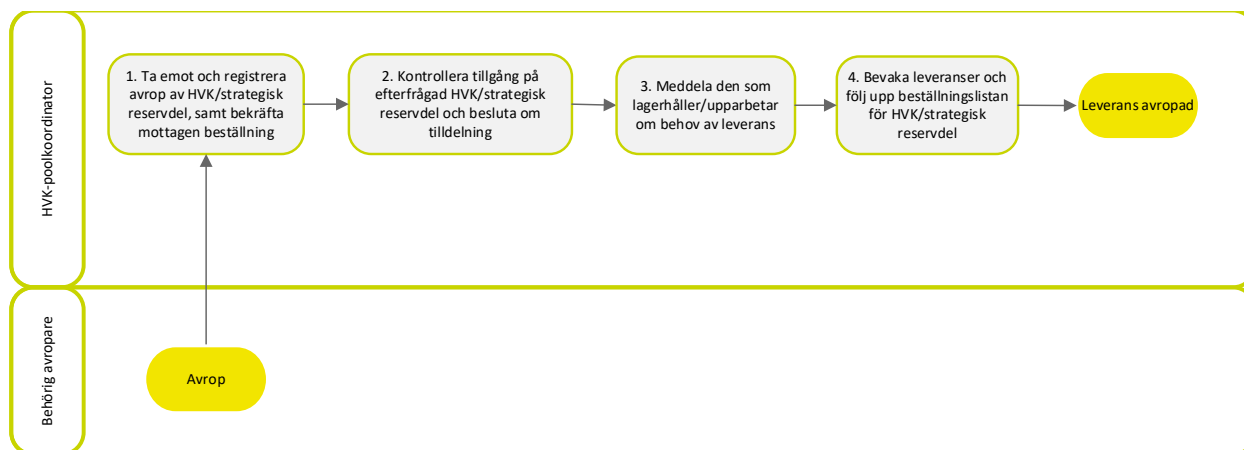 HVK-poolkoordinator
1. Ta emot och registrera
avrop av HVK/strategisk
reservdel, samt bekräfta
mottagen beställning
2. Kontrollera tillgång på
efterfrågad HVK/strategisk
reservdel och besluta om
tilldelning
3. Meddela den som
lagerhåller/upparbetar
om behov av leverans
4. Bevaka leveranser och
följ upp beställningslistan
för HVK/strategisk
reservdel
Leverans avropad
Behörig avropare
Avrop